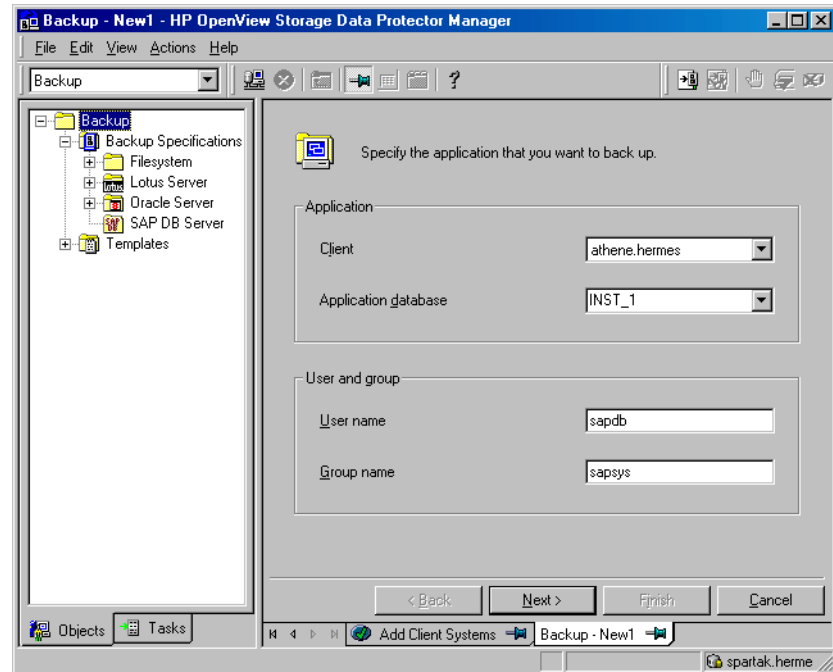 Backup - New1 - HP OpenView Storage Data Protector Manager
File Edit View Actions Help
Backup
Backup
Backup Specifications
Filesystem
Lotus Server
Oracle Server
SAP DB Server
Templates
Specify the application that you want to back up.
Application
Client
athene.hermes
Application database
INST_1
User and group
User name
sapdb
Group name
sapsys
< Back Next > Finish Cancel
Objects Tasks
Add Client Systems Backup - New1
spartak.herme